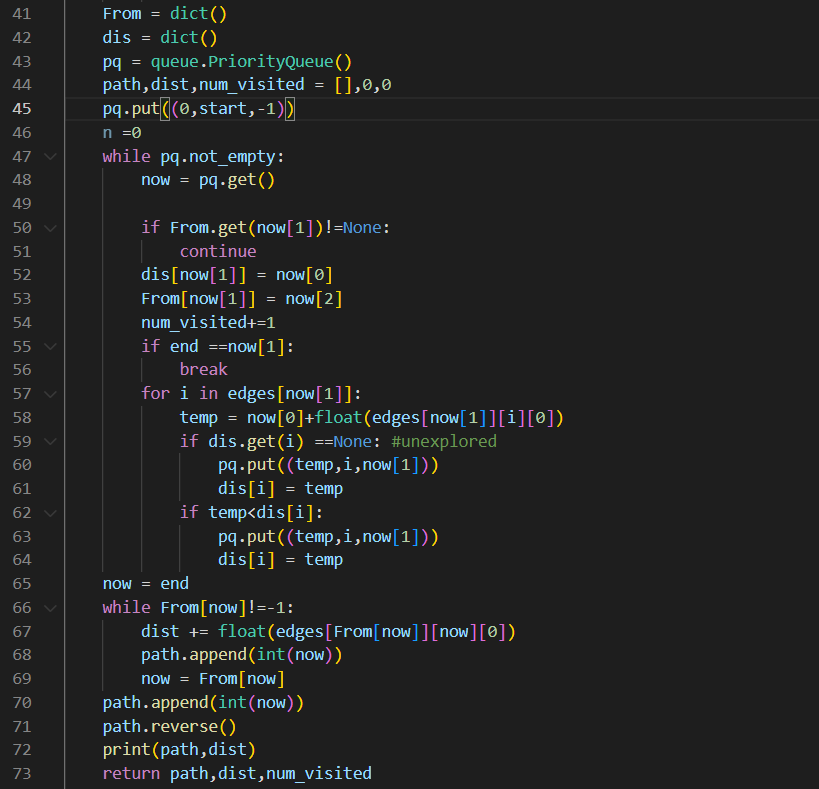 41 From = dict()
42 dis = dict()
43 pq = queue.PriorityQueue()
44 path,dist,num_visited = [],0,0
45 pq.put((0,start,-1))
46 n =0
47 while pq.not_empty:
48     now = pq.get()
49
50     if From.get(now[1])!=None:
51         continue
52     dis[now[1]] = now[0]
53     From[now[1]] = now[2]
54     num_visited+=1
55     if end ==now[1]:
56         break
57     for i in edges[now[1]]:
58         temp = now[0]+float(edges[now[1]][i][0])
59         if dis.get(i) ==None: #unexplored
60             pq.put((temp,i,now[1]))
61             dis[i] = temp
62         if temp<dis[i]:
63             pq.put((temp,i,now[1]))
64             dis[i] = temp
65 now = end
66 while From[now]!=-1:
67     dist += float(edges[From[now]][now][0])
68     path.append(int(now))
69     now = From[now]
70 path.append(int(now))
71 path.reverse()
72 print(path,dist)
73 return path,dist,num_visited